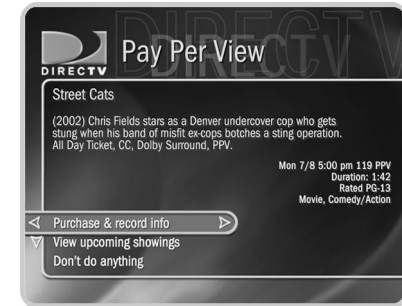 DIRECTV
Pay Per View
DIRECTV
Street Cats
(2002) Chris Fields stars as a Denver undercover cop who gets
stung when his band of misfit ex-cops botches a sting operation.
All Day Ticket, CC, Dolby Surround, PPV.
Mon 7/8 5:00 pm 119 PPV
Duration: 1:42
Rated PG-13
Movie, Comedy/Action
Purchase & record info
View upcoming showings
Don't do anything